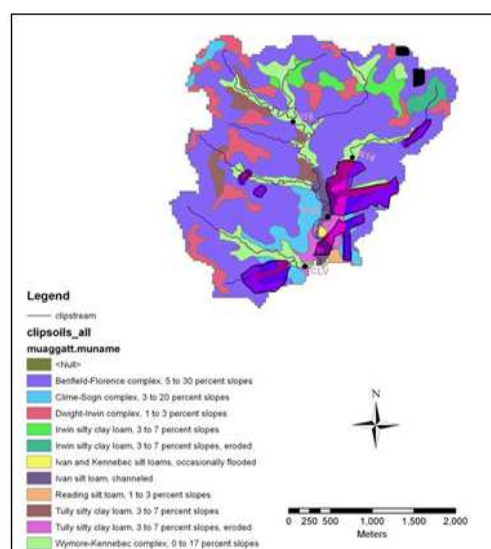 Legend
clipstream
clipsoils_all
muaggatt.muname
<Null>
Benfield-Florence complex, 5 to 30 percent slopes
Clime-Sogn complex, 3 to 20 percent slopes
Dwight-Irwin complex, 1 to 3 percent slopes
Irwin silty clay loam, 3 to 7 percent slopes
Irwin silty clay loam, 3 to 7 percent slopes, eroded
Ivan and Kennebec silt loams, occasionally flooded
Ivan silt loam, channeled
Reading silt loam, 1 to 3 percent slopes
Tully silty clay loam, 3 to 7 percent slopes
Tully silty clay loam, 3 to 7 percent slopes, eroded
Wymore-Kennebec complex, 0 to 17 percent slopes
N
0 250 500 1,000 1,500 2,000
Meters